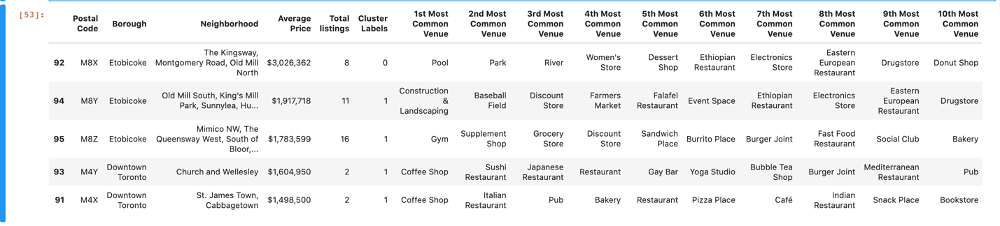 [53]:
Postal Code Borough Neighborhood Average Price Total listings Cluster Labels 1st Most Common Venue 2nd Most Common Venue 3rd Most Common Venue 4th Most Common Venue 5th Most Common Venue 6th Most Common Venue 7th Most Common Venue 8th Most Common Venue 9th Most Common Venue 10th Most Common Venue
92 M8X Etobicoke The Kingsway, Montgomery Road, Old Mill North $3,026,362 8 0 Pool Park River Women's Store Dessert Shop Ethiopian Restaurant Electronics Store Eastern European Restaurant Drugstore Donut Shop
94 M8Y Etobicoke Old Mill South, King's Mill Park, Sunnylea, Hu... $1,917,718 11 1 Construction & Landscaping Baseball Field Discount Store Farmers Market Falafel Restaurant Event Space Ethiopian Restaurant Electronics Store Eastern European Restaurant Drugstore
95 M8Z Etobicoke Mimico NW, The Queensway West, South of Bloor,... $1,783,599 16 1 Gym Supplement Shop Grocery Store Discount Store Sandwich Place Burrito Place Burger Joint Fast Food Restaurant Social Club Bakery
93 M4Y Downtown Toronto Church and Wellesley $1,604,950 2 1 Coffee Shop Sushi Restaurant Japanese Restaurant Restaurant Gay Bar Yoga Studio Bubble Tea Shop Burger Joint Mediterranean Restaurant Pub
91 M4X Downtown Toronto St. James Town, Cabbagetown $1,498,500 2 1 Coffee Shop Italian Restaurant Pub Bakery Restaurant Pizza Place Café Indian Restaurant Snack Place Bookstore